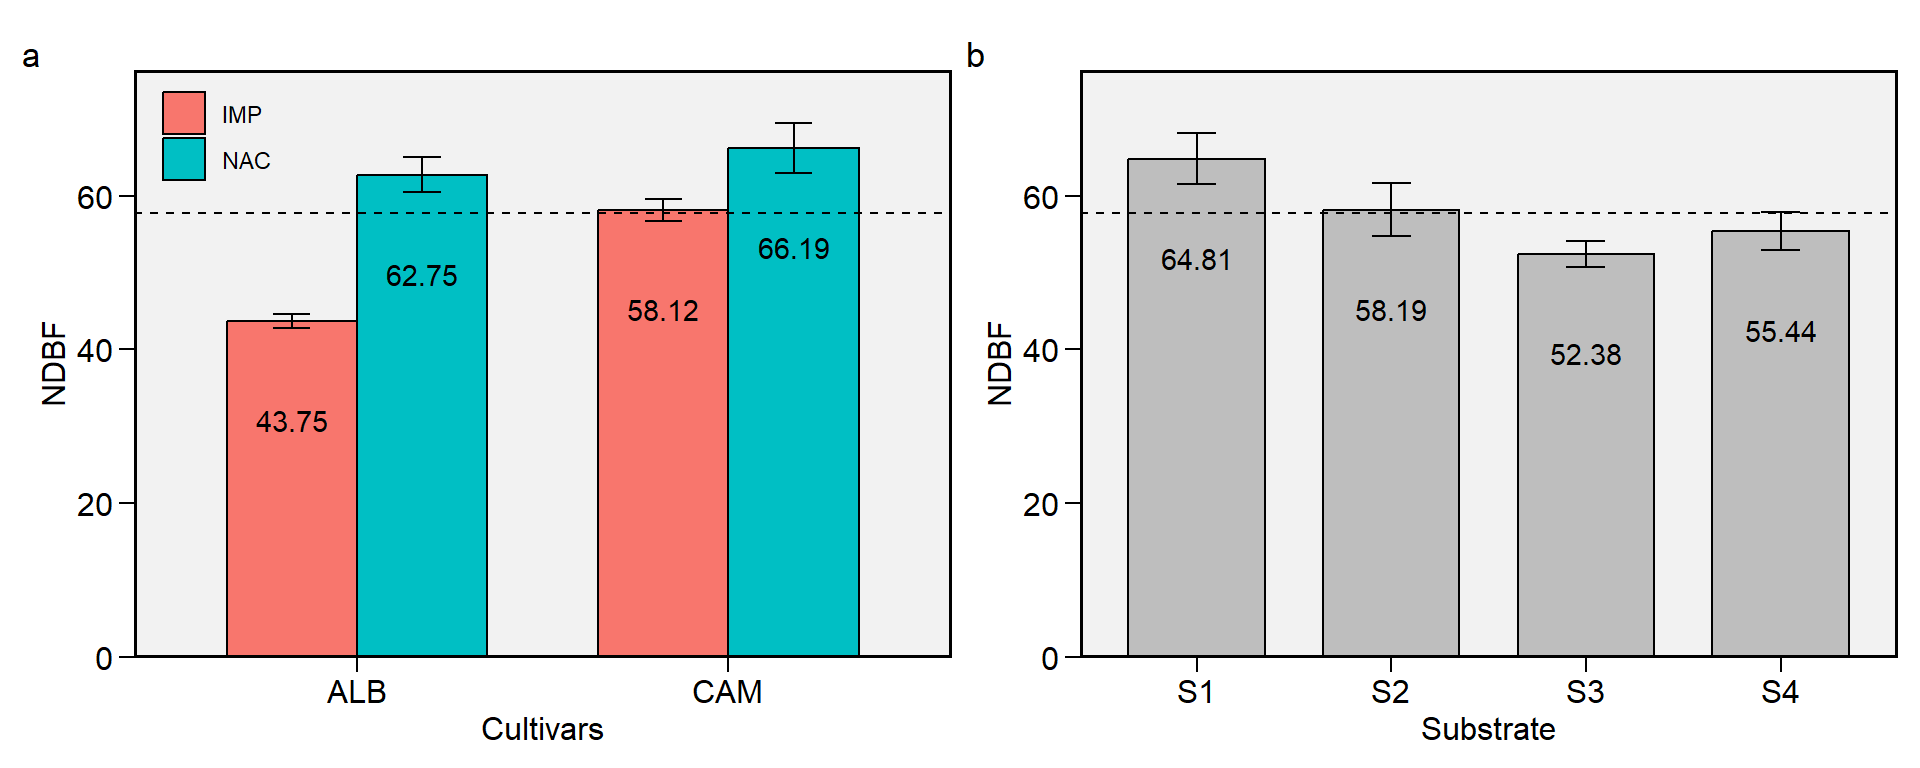 a
IMP
NAC
NDBF
60
40
20
0
62.75
66.19
58.12
43.75
ALB
CAM
Cultivars
b
NDBF
60
40
20
0
64.81
58.19
52.38
55.44
S1
S2
S3
S4
Substrate